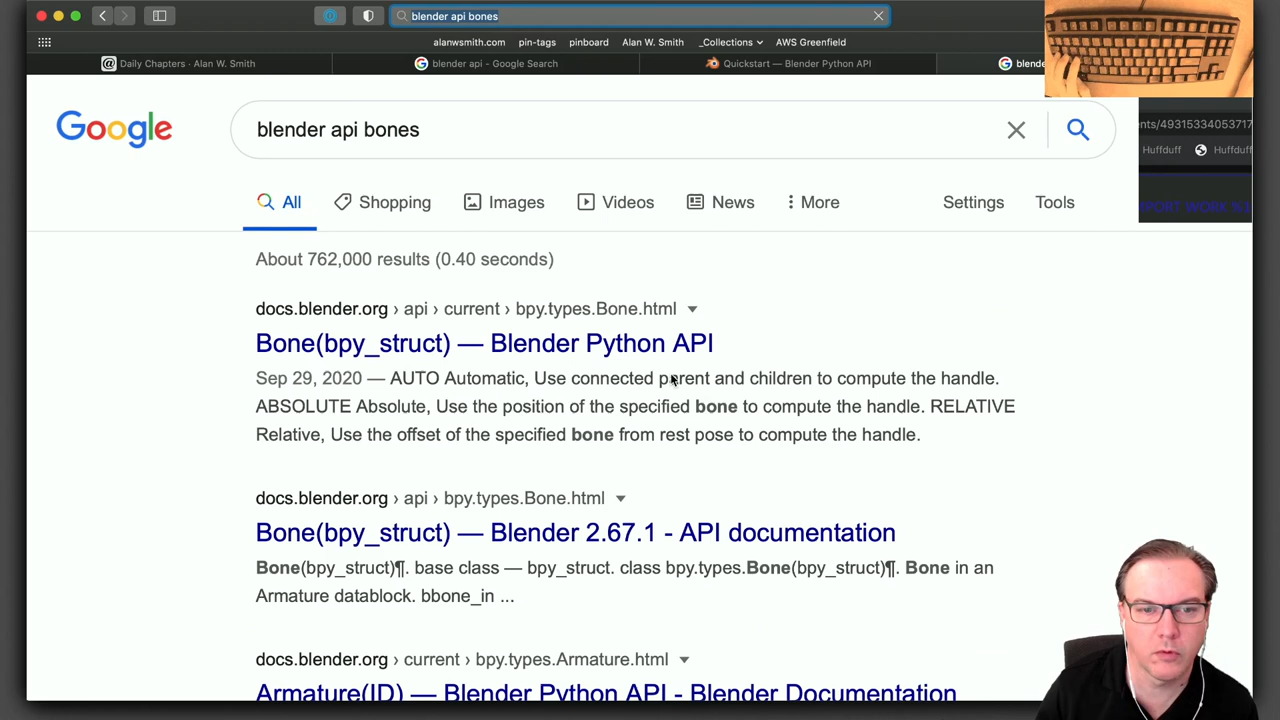 blender api bones
alanwsmith.com pin-tags pinboard Alan W. Smith _Collections AWS Greenfield
Daily Chapters · Alan W. Smith blender api - Google Search Quickstart — Blender Python API
Google
blender api bones
All Shopping Images Videos News More Settings Tools
About 762,000 results (0.40 seconds)
docs.blender.org › api › current › bpy.types.Bone.html
Bone(bpy_struct) — Blender Python API
Sep 29, 2020 — AUTO Automatic, Use connected parent and children to compute the handle.
ABSOLUTE Absolute, Use the position of the specified bone to compute the handle. RELATIVE
Relative, Use the offset of the specified bone from rest pose to compute the handle.
docs.blender.org › api › bpy.types.Bone.html
Bone(bpy_struct) — Blender 2.67.1 - API documentation
Bone(bpy_struct)¶. base class — bpy_struct. class bpy.types.Bone(bpy_struct)¶. Bone in an
Armature datablock. bbone_in ...
docs.blender.org › current › bpy.types.Armature.html
Armature(ID) — Blender Python API - Blender Documentation
nts/49315334053717
Huffduff Huffduff